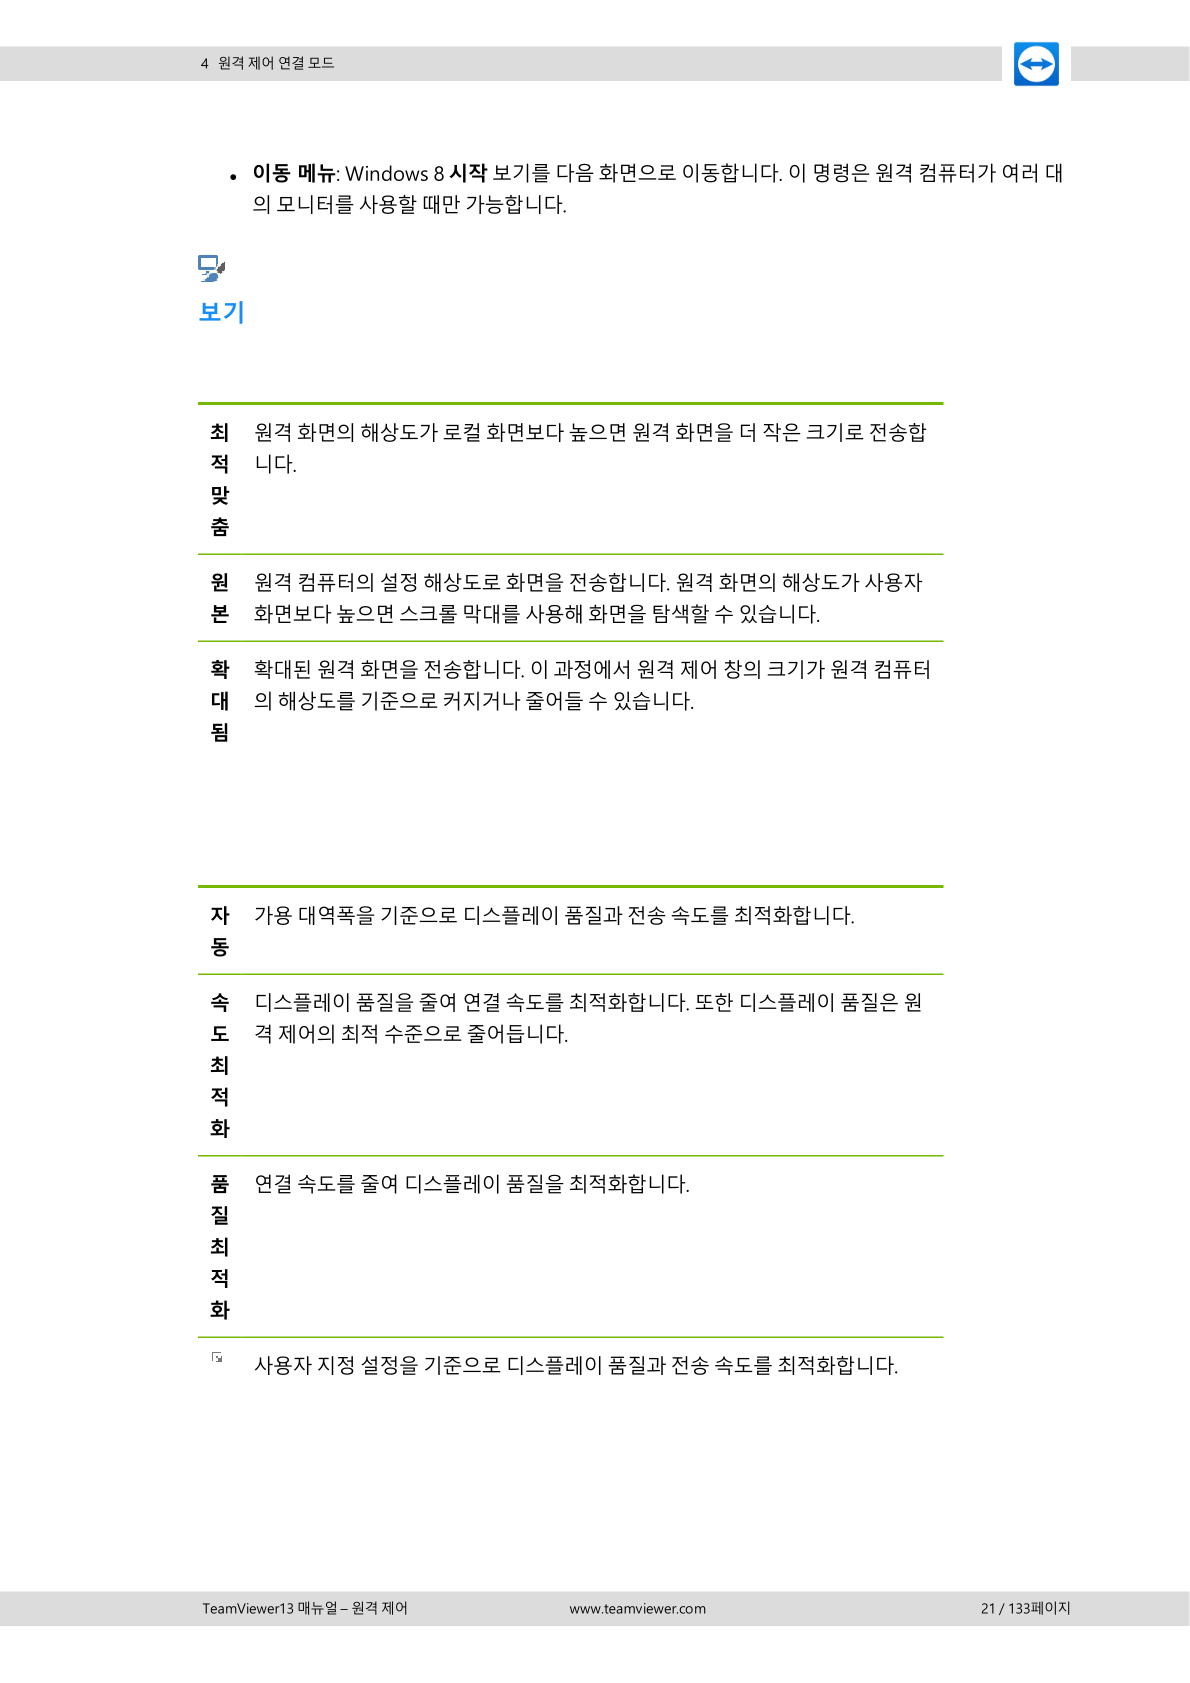 4 원격 제어 연결 모드
• 이동 메뉴: Windows 8 시작 보기를 다음 화면으로 이동합니다. 이 명령은 원격 컴퓨터가 여러 대
의 모니터를 사용할 때만 가능합니다.
보기
최 원격 화면의 해상도가 로컬 화면보다 높으면 원격 화면을 더 작은 크기로 전송합
적 니다.
맞
춤
원 원격 컴퓨터의 설정 해상도로 화면을 전송합니다. 원격 화면의 해상도가 사용자
본 화면보다 높으면 스크롤 막대를 사용해 화면을 탐색할 수 있습니다.
확 확대된 원격 화면을 전송합니다. 이 과정에서 원격 제어 창의 크기가 원격 컴퓨터
대 의 해상도를 기준으로 커지거나 줄어들 수 있습니다.
됨
자 가용 대역폭을 기준으로 디스플레이 품질과 전송 속도를 최적화합니다.
동
속 디스플레이 품질을 줄여 연결 속도를 최적화합니다. 또한 디스플레이 품질은 원
도 격 제어의 최적 수준으로 줄어듭니다.
최
적
화
품 연결 속도를 줄여 디스플레이 품질을 최적화합니다.
질
최
적
화
사용자 지정 설정을 기준으로 디스플레이 품질과 전송 속도를 최적화합니다.
TeamViewer13 매뉴얼 – 원격 제어 www.teamviewer.com 21 / 133페이지